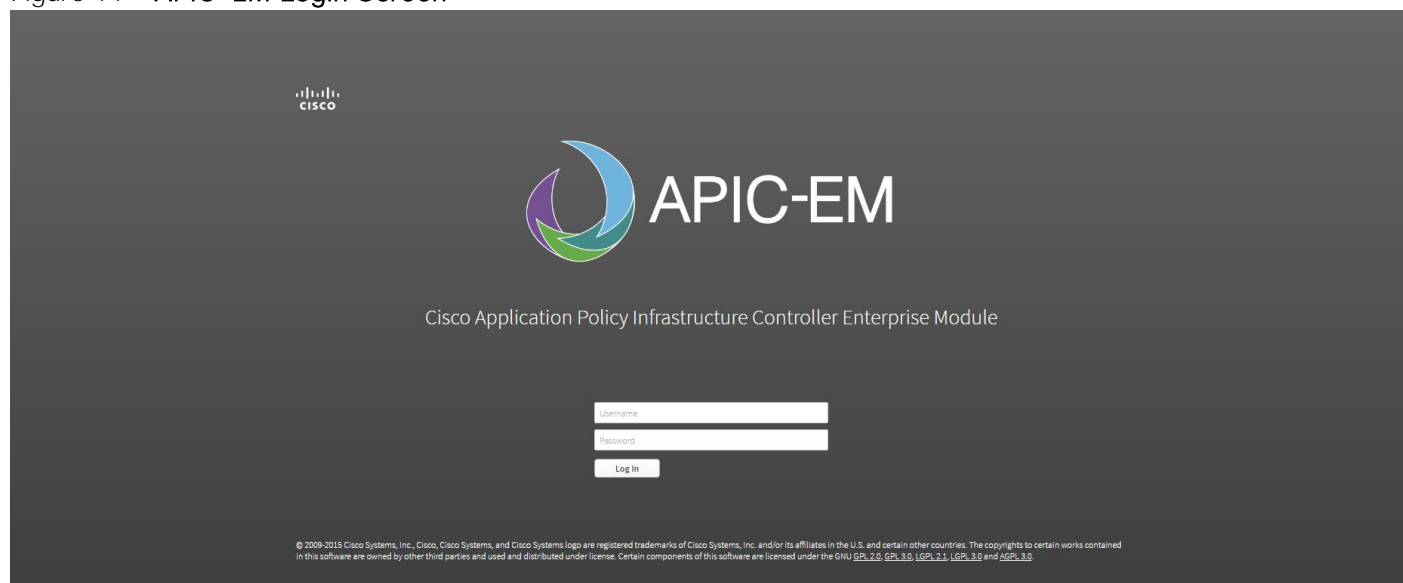 APIC-EM Login Screen
CISCO
APIC-EM
Cisco Application Policy Infrastructure Controller Enterprise Module
Username
Password
Log In
© 2009-2015 Cisco Systems, Inc., Cisco, Cisco Systems, and Cisco Systems logo are registered trademarks of Cisco Systems, Inc. and/or its affiliates in the U.S. and certain other countries. The copyrights to certain works contained
in this software are owned by other third parties and used and distributed under license. Certain components of this software are licensed under the GNU GPL 2.0, GPL 3.0, LGPL 2.1, LGPL 3.0 and AGPL 3.0.